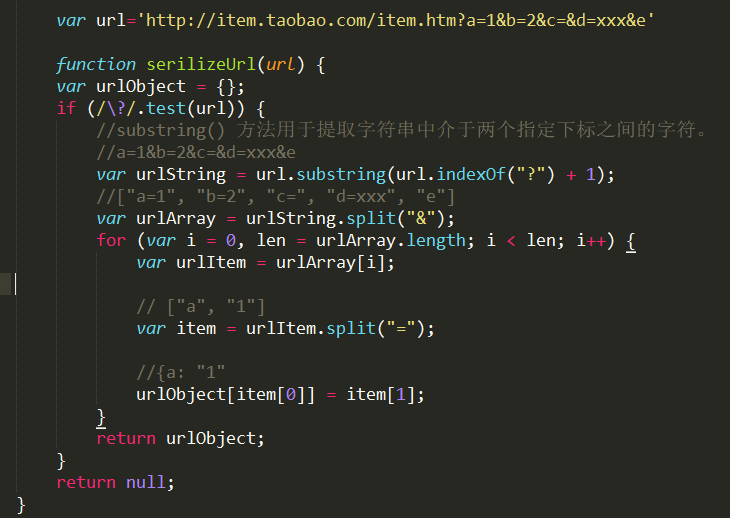 var url='http://item.taobao.com/item.htm?a=1&b=2&c=&d=xxx&e'
function serilizeUrl(url) {
var urlObject = {};
if (/\?/.test(url)) {
//substring() 方法用于提取字符串中介于两个指定下标之间的字符。
//a=1&b=2&c=&d=xxx&e
var urlString = url.substring(url.indexOf("?") + 1);
//["a=1", "b=2", "c=", "d=xxx", "e"]
var urlArray = urlString.split("&");
for (var i = 0, len = urlArray.length; i < len; i++) {
var urlItem = urlArray[i];
// ["a", "1"]
var item = urlItem.split("=");
//{a: "1"
urlObject[item[0]] = item[1];
}
return urlObject;
}
return null;
}